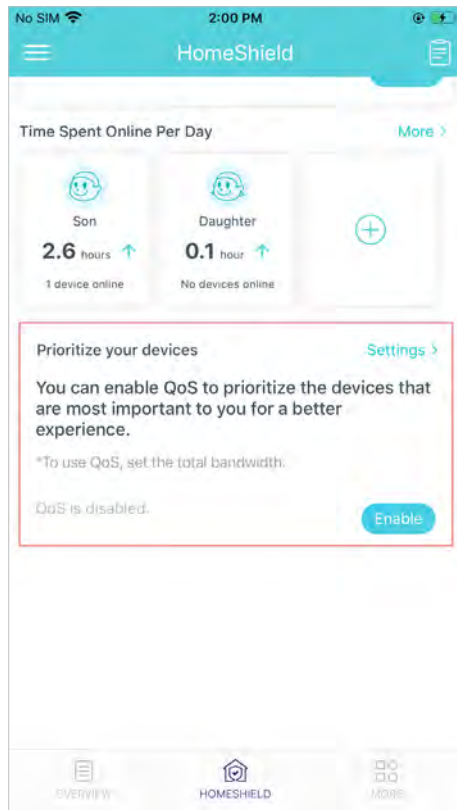 No SIM 2:00 PM
HomeShield
Time Spent Online Per Day More >
Son Daughter
2.6 hours ↑ 0.1 hour ↑
1 device online No devices online
Prioritize your devices Settings >
You can enable QoS to prioritize the devices that
are most important to you for a better
experience.
*To use QoS, set the total bandwidth.
QoS is disabled.
Enable
OVERVIEW HOMESHIELD MORE